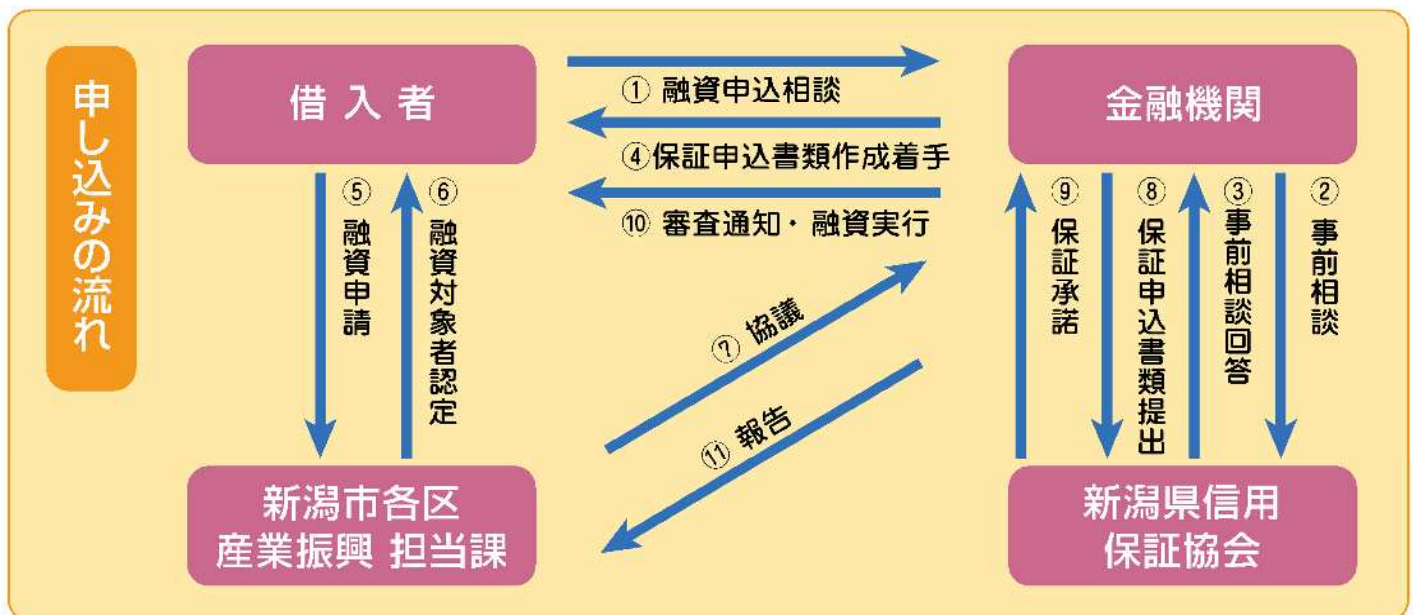 申し込みの流れ
借入者
金融機関
① 融資申込相談
④保証申込書類作成着手
⑩ 審査通知・融資実行
⑤ 融資申請
⑥ 融資対象者認定
⑦ 協議
⑪ 報告
⑨ 保証承諾
⑧ 保証申込書類提出
③ 事前相談回答
② 事前相談
新潟市各区
産業振興 担当課
新潟県信用
保証協会